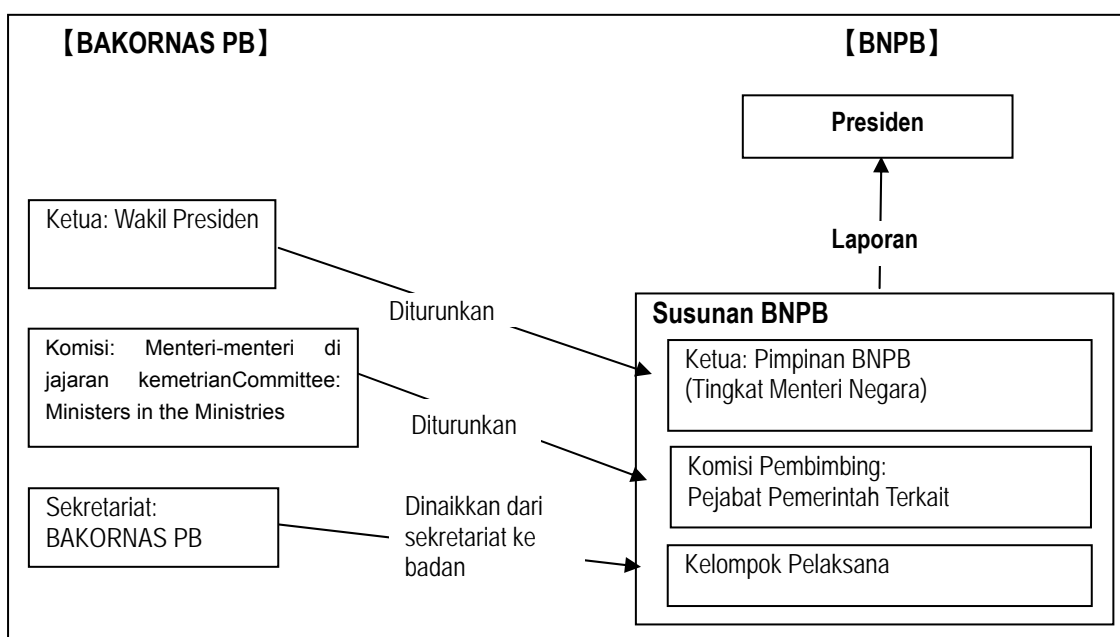 【BAKORNAS PB】
【BNPB】
Presiden
Laporan
Ketua: Wakil Presiden
Diturunkan
Komisi: Menteri-menteri di
jajaran kemetrianCommittee:
Ministers in the Ministries
Diturunkan
Sekretariat:
BAKORNAS PB
Dinaikkan dari
sekretariat ke
badan
Susunan BNPB
Ketua: Pimpinan BNPB
(Tingkat Menteri Negara)
Komisi Pembimbing:
Pejabat Pemerintah Terkait
Kelompok Pelaksana